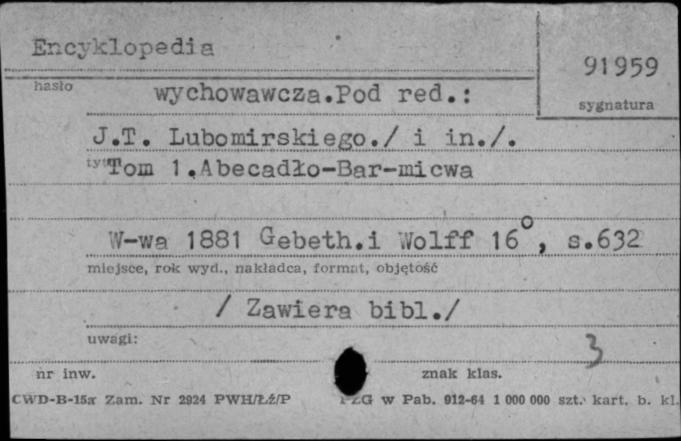 Encyklopedia
91959
hasło
wychowawcza.Pod red.:
sygnatura
J.T. Lubomirskiego./ i in./.
Tom 1.Abecadło-Bar-micwa
W-wa 1881 Gebeth.i Wolff 16°, s.632
miejsce, rok wyd., nakładca, format, objętość
/ Zawiera bibl./
uwagi:
3
nr inw.
znak klas.
CWD-B-15a Zam. Nr 2924 PWH/Łź/P
w Pab. 912-64 1 000 000 szt. kart. b. kl.